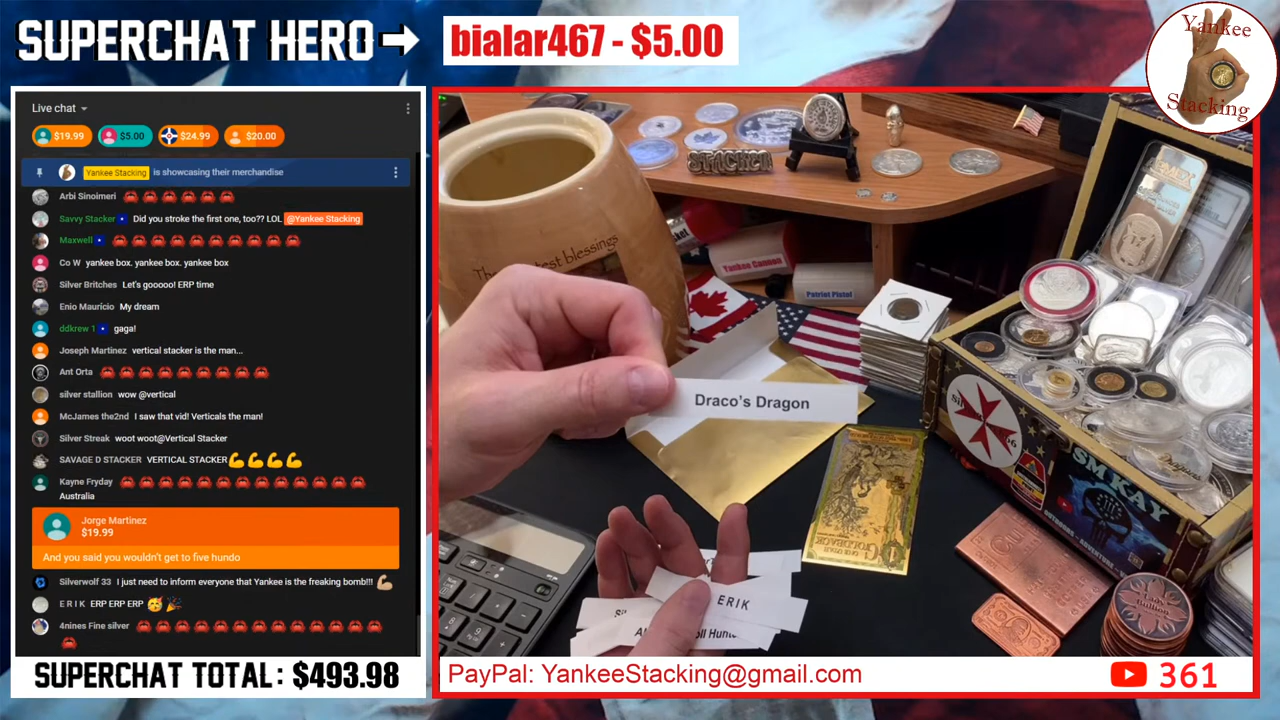 SUPERCHAT HERO
bialar467 - $5.00
Yankee
Stacking
Live chat
$19.99
$5.00
$24.99
$20.00
Yankee Stacking is showcasing their merchandise
Arbi Sinoimeri 🦀🦀🦀🦀🦀🦀
Savvy Stacker Did you stroke the first one, too?? LOL @Yankee Stacking
Maxwell 🦀🦀🦀🦀🦀🦀🦀🦀🦀🦀
Co W yankee box. yankee box. yankee box
Silver Britches Let's gooooo! ERP time
Enio Maurício My dream
ddkrew 1 gaga!
Joseph Martinez vertical stacker is the man...
Ant Orta 🦀🦀🦀🦀🦀🦀🦀🦀🦀
silver stallion wow @vertical
McJames the2nd I saw that vid! Verticals the man!
Silver Streak woot woot@Vertical Stacker
SAVAGE D STACKER VERTICAL STACKER💪💪💪💪
Kayne Fryday 🦀🦀🦀🦀🦀🦀🦀🦀🦀🦀🦀🦀🦀
Australia
Jorge Martinez
$19.99
And you said you wouldn't get to five hundo
Silverwolf 33 I just need to inform everyone that Yankee is the freaking bomb!!! 💪🏼
E R I K ERP ERP ERP 🥳🎉
4nines Fine silver 🦀🦀🦀🦀🦀🦀🦀🦀🦀🦀🦀🦀
🦀
SUPERCHAT TOTAL: $493.98
STACKER
blessings
Yankee Cannon
Patriot Pistol
Draco's Dragon
ERIK
GOLDBACK
SM KAY
Lady
Bullion
PayPal: YankeeStacking@gmail.com
361